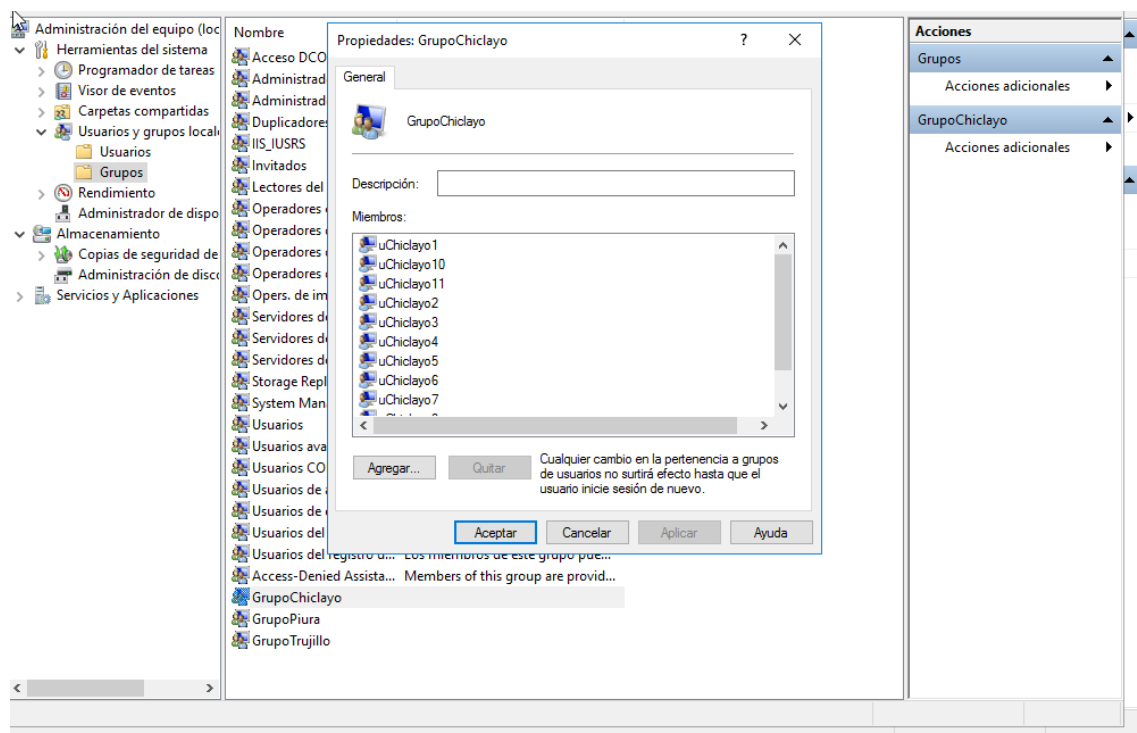 Administración del equipo (loc
Herramientas del sistema
Programador de tareas
Visor de eventos
Carpetas compartidas
Usuarios y grupos local
Usuarios
Grupos
Rendimiento
Administrador de dispo
Almacenamiento
Copias de seguridad de
Administración de disco
Servicios y Aplicaciones
Nombre
Acceso DCO
Administrad
Administrad
Duplicadores
IIS_IUSRS
Invitados
Lectores del
Operadores
Operadores
Operadores
Operadores
Opers. de im
Servidores de
Servidores de
Servidores de
Storage Repl
System Man
Usuarios
Usuarios ava
Usuarios CO
Usuarios de
Usuarios de
Usuarios del
Usuarios del registro d... Los miembros de este grupo pue...
Access-Denied Assista... Members of this group are provid...
GrupoChiclayo
GrupoPiura
GrupoTrujillo
Propiedades: GrupoChiclayo
General
GrupoChiclayo
Descripción:
Miembros:
uChiclayo1
uChiclayo10
uChiclayo11
uChiclayo2
uChiclayo3
uChiclayo4
uChiclayo5
uChiclayo6
uChiclayo7
Agregar...
Quitar
Cualquier cambio en la pertenencia a grupos
de usuarios no surtirá efecto hasta que el
usuario inicie sesión de nuevo.
Aceptar
Cancelar
Aplicar
Ayuda
Acciones
Grupos
Acciones adicionales
GrupoChiclayo
Acciones adicionales